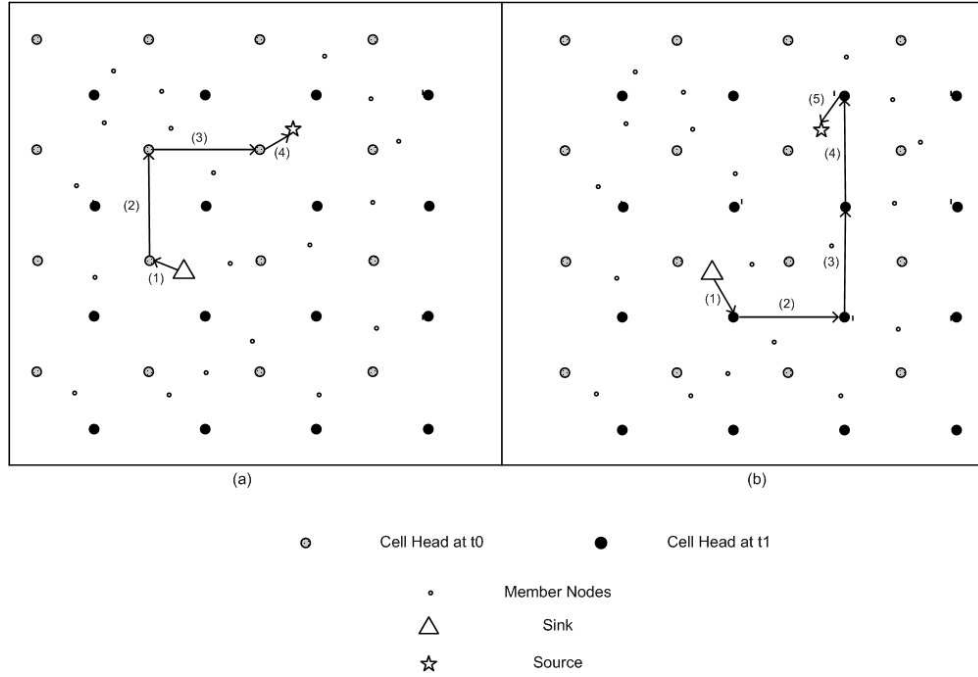 (5)
(3)
(4)
(4)
(2)
(3)
(1)
(1)
(2)
(a)
(b)
Cell Head at t0
Cell Head at t1
Member Nodes
Sink
Source